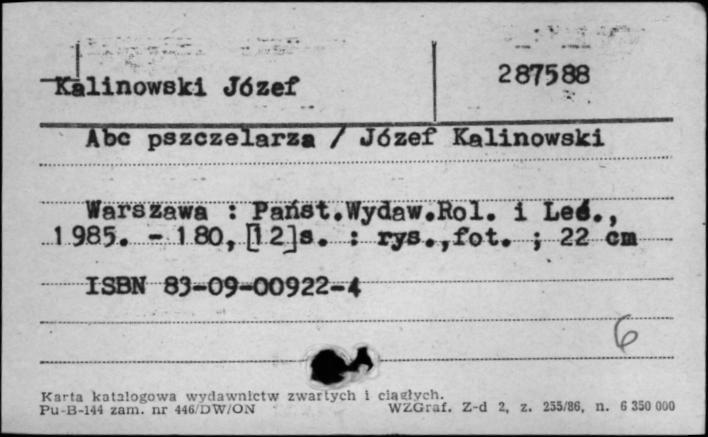 Kalinowski Józef
287588
Abc pszczelarza / Józef Kalinowski
Warszawa : Państ.Wydaw.Rol. i Leś.,
1985. - 180, [12]s. : rys.,fot. ; 22 cm
ISBN 83-09-00922-4
6
Karta katalogowa wydawnictw zwartych i ciągłych.
Pu-B-144 zam. nr 446/DW/ON
WZGraf. Z-d 2, z. 255/86, n. 6 350 000